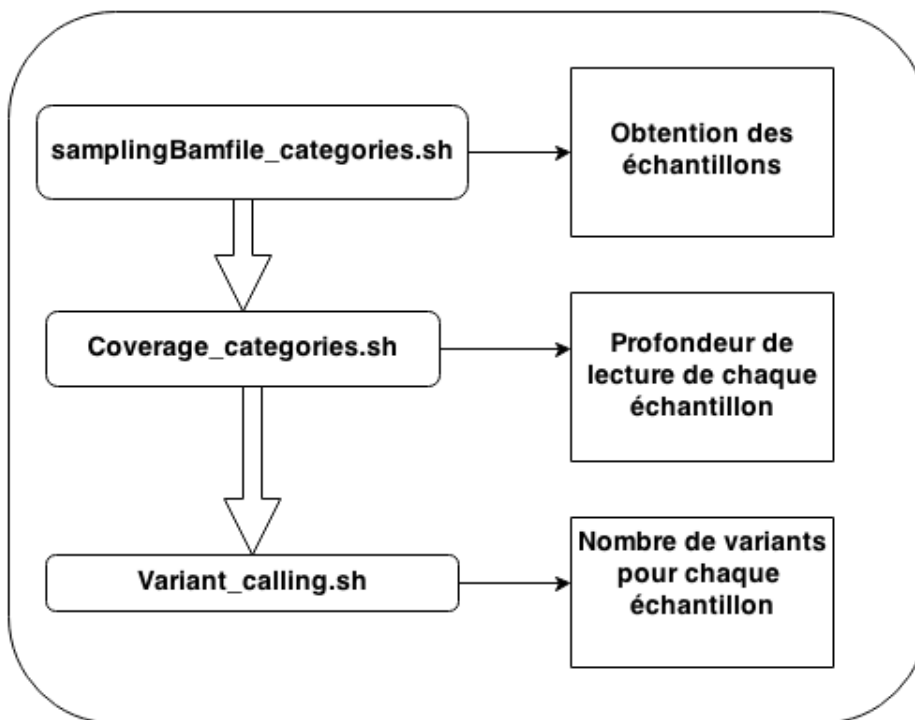 samplingBamfile_categories.sh
Obtention des
échantillons
Coverage_categories.sh
Profondeur de
lecture de chaque
échantillon
Variant_calling.sh
Nombre de variants
pour chaque
échantillon